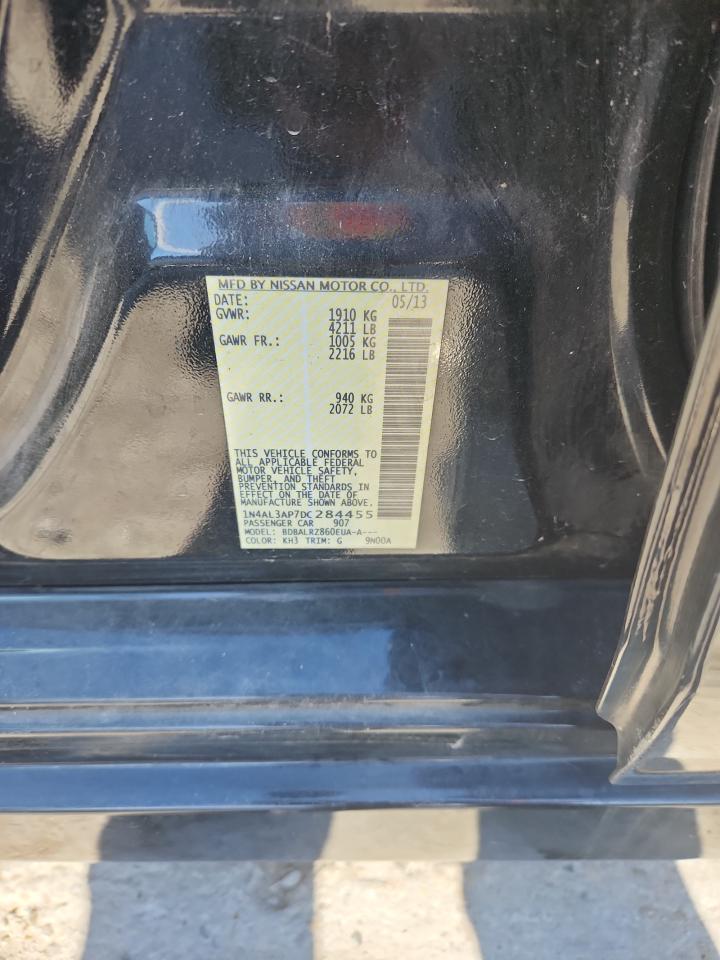 MFD BY NISSAN MOTOR CO., LTD.
DATE: 05/13
GVWR: 1910 KG
4211 LB
GAWR FR.: 1005 KG
2216 LB
GAWR RR.: 940 KG
2072 LB
THIS VEHICLE CONFORMS TO
ALL APPLICABLE FEDERAL
MOTOR VEHICLE SAFETY,
BUMPER, AND THEFT
PREVENTION STANDARDS IN
EFFECT ON THE DATE OF
MANUFACTURE SHOWN ABOVE.
1N4AL3AP7DC284455
PASSENGER CAR 907
MODEL: BDBALRZ860EUA-A---
COLOR: KH3 TRIM: G 9N00A